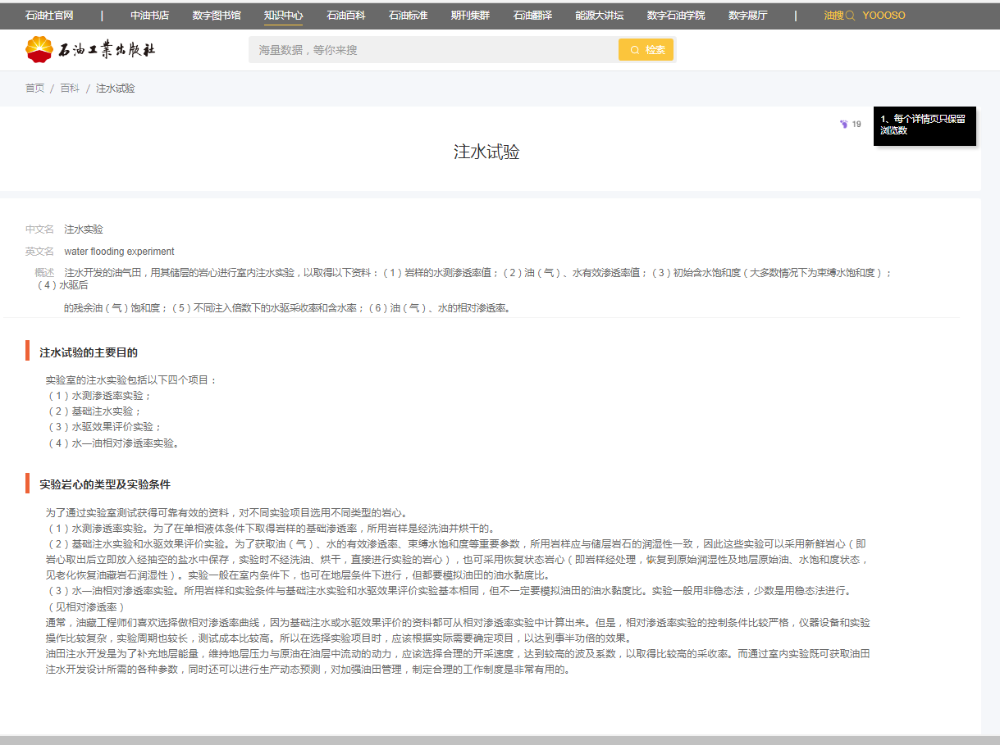 石油社官网 | 中油书店 数字图书馆 知识中心 石油百科 石油标准 期刊集群 石油翻译 能源大讲坛 数字石油学院 数字展厅 | 油搜 YOOOSO
石油工业出版社 海量数据，等你来搜 检索
首页 / 百科 / 注水试验
19
1、每个详情页只保留
浏览数
注水试验
中文名 注水实验
英文名 water flooding experiment
概述 注水开发的油气田，用其储层的岩心进行室内注水实验，以取得以下资料：（1）岩样的水测渗透率值；（2）油（气）、水有效渗透率值；（3）初始含水饱和度（大多数情况下为束缚水饱和度）；
（4）水驱后
的残余油（气）饱和度；（5）不同注入倍数下的水驱采收率和含水率；（6）油（气）、水的相对渗透率。
注水试验的主要目的
实验室的注水实验包括以下四个项目：
（1）水测渗透率实验；
（2）基础注水实验；
（3）水驱效果评价实验；
（4）水—油相对渗透率实验。
实验岩心的类型及实验条件
为了通过实验室测试获得可靠有效的资料，对不同实验项目选用不同类型的岩心。
（1）水测渗透率实验。为了在单相液体条件下取得岩样的基础渗透率，所用岩样是经洗油并烘干的。
（2）基础注水实验和水驱效果评价实验。为了获取油（气）、水的有效渗透率、束缚水饱和度等重要参数，所用岩样应与储层岩石的润湿性一致，因此这些实验可以采用新鲜岩心（即
岩心取出后立即放入经抽空的盐水中保存，实验时不经洗油、烘干，直接进行实验的岩心），也可采用恢复状态岩心（即岩样经处理，恢复到原始润湿性及地层原始油、水饱和度状态，
见老化恢复油藏岩石润湿性）。实验一般在室内条件下，也可在地层条件下进行，但都要模拟油田的油水黏度比。
（3）水—油相对渗透率实验。所用岩样和实验条件与基础注水实验和水驱效果评价实验基本相同，但不一定要模拟油田的油水黏度比。实验一般用非稳态法，少数是用稳态法进行。
（见相对渗透率）
通常，油藏工程师们喜欢选择做相对渗透率曲线，因为基础注水或水驱效果评价的资料都可从相对渗透率实验中计算出来。但是，相对渗透率实验的控制条件比较严格，仪器设备和实验
操作比较复杂，实验周期也较长，测试成本比较高。所以在选择实验项目时，应该根据实际需要确定项目，以达到事半功倍的效果。
油田注水开发是为了补充地层能量，维持地层压力与原油在油层中流动的动力，应该选择合理的开采速度，达到较高的波及系数，以取得比较高的采收率。而通过室内实验既可获取油田
注水开发设计所需的各种参数，同时还可以进行生产动态预测，对加强油田管理，制定合理的工作制度是非常有用的。